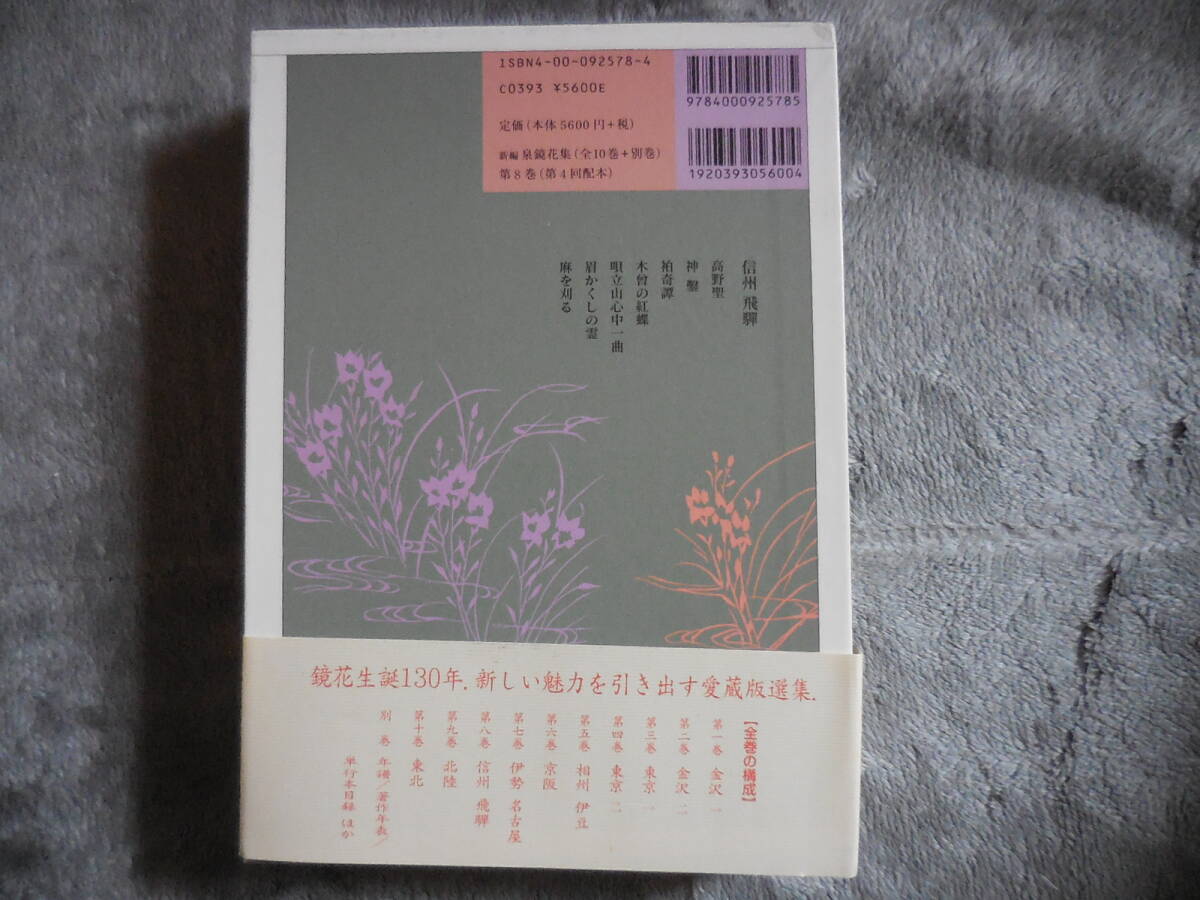 ISBN4-00-092578-4
C0393 ¥5600E
定価(本体5600円+税)
新編 泉鏡花集(全10巻+別巻)
第8巻(第4回配本)
9784000925785
1920393056004
信州 飛驒
高野聖
神鑿
袙奇譚
木曾の紅蝶
唄立山心中一曲
眉かくしの霊
麻を刈る
鏡花生誕130年.新しい魅力を引き出す愛蔵版選集.
【全巻の構成】
第一巻 金沢 一
第二巻 金沢 二
第三巻 東京 一
第四巻 東京 二
第五巻 相州 伊豆
第六巻 京阪
第七巻 伊勢 名古屋
第八巻 信州 飛驒
第九巻 北陸
第十巻 東北
別巻 年譜/著作年表/
単行本目録 ほか